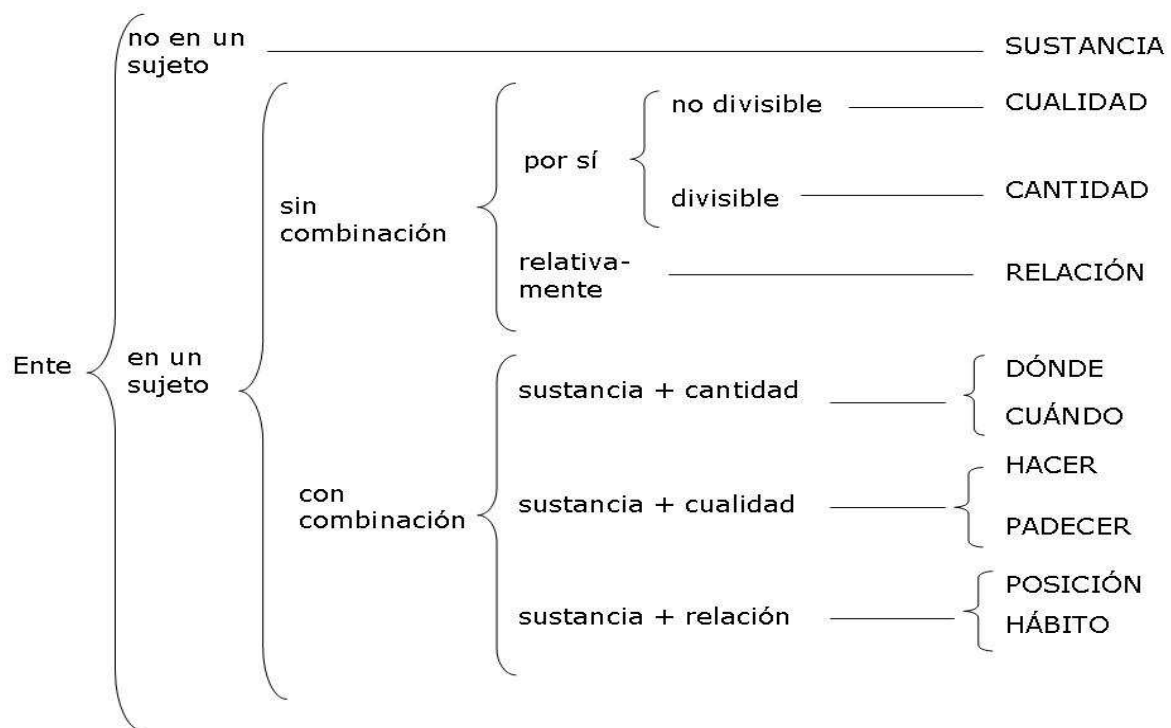 no en un
sujeto
SUSTANCIA
no divisible
CUALIDAD
por sí
divisible
CANTIDAD
sin
combinación
relativa-
mente
RELACIÓN
Ente
en un
sujeto
sustancia + cantidad
DÓNDE
CUÁNDO
con
combinación
sustancia + cualidad
HACER
PADECER
sustancia + relación
POSICIÓN
HÁBITO